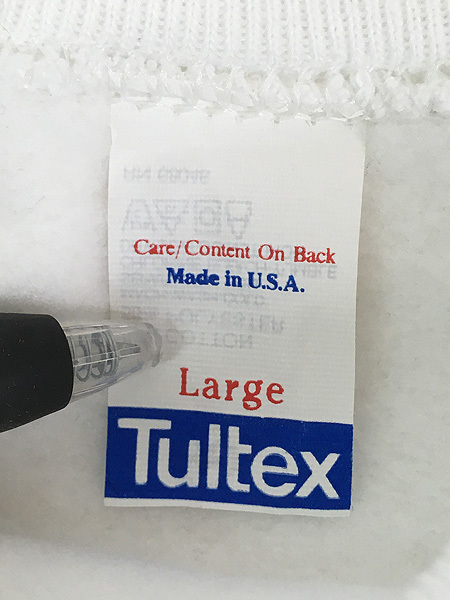 Care/Content On Back
Made in U.S.A.
Large
Tultex